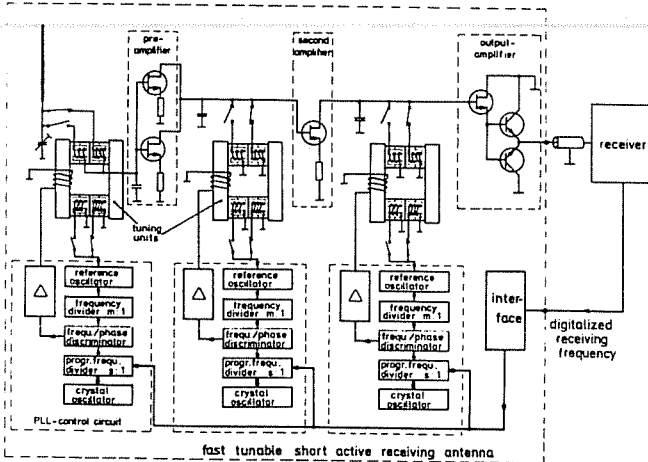 pre-
amplifier
second
amplifier
output-
amplifier
receiver
tuning
units
reference
oscillator
frequency
divider m:1
frequ./phase
discriminator
progr.frequ.
divider s:1
crystal
oscillator
PLL-control circuit
reference
oscillator
frequency
divider m:1
frequ./phase
discriminator
progr.frequ.
divider s:1
crystal
oscillator
reference
oscillator
frequency
divider m:1
frequ./phase
discriminator
progr.frequ.
divider s:1
crystal
oscillator
inter-
face
digitalized
receiving
frequency
fast tunable short active receiving antenna